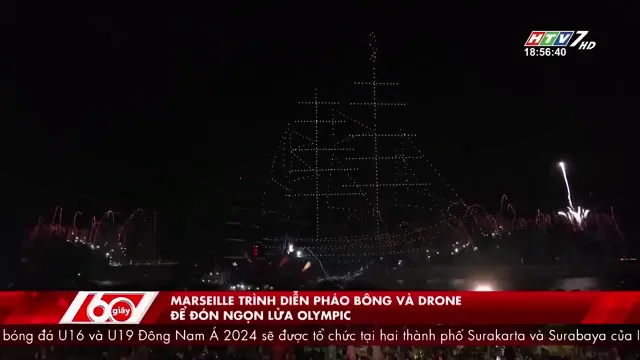 HTV7 HD
18:56:40
60 giây
MARSEILLE TRÌNH DIỄN PHÁO BÔNG VÀ DRONE
ĐỂ ĐÓN NGỌN LỬA OLYMPIC
bóng đá U16 và U19 Đông Nam Á 2024 sẽ được tổ chức tại hai thành phố Surakarta và Surabaya của